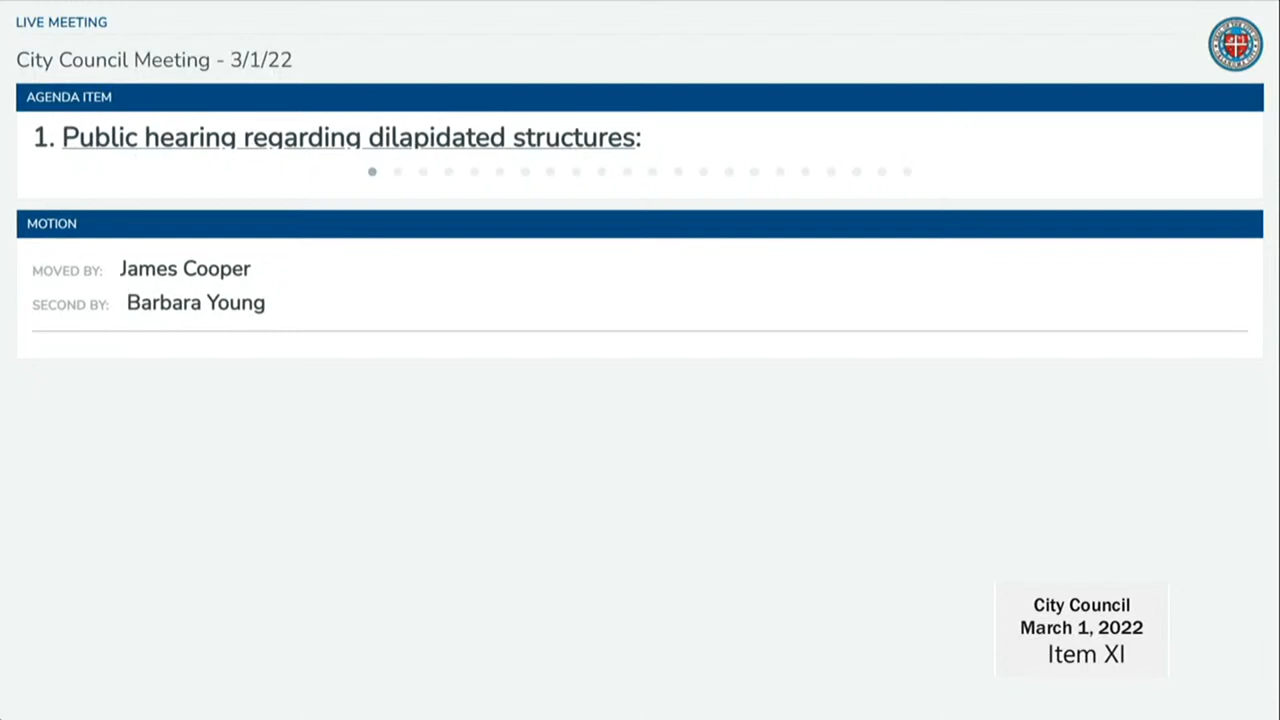 LIVE MEETING
City Council Meeting - 3/1/22
AGENDA ITEM
1. Public hearing regarding dilapidated structures:
MOTION
MOVED BY: James Cooper
SECOND BY: Barbara Young
City Council
March 1, 2022
Item XI